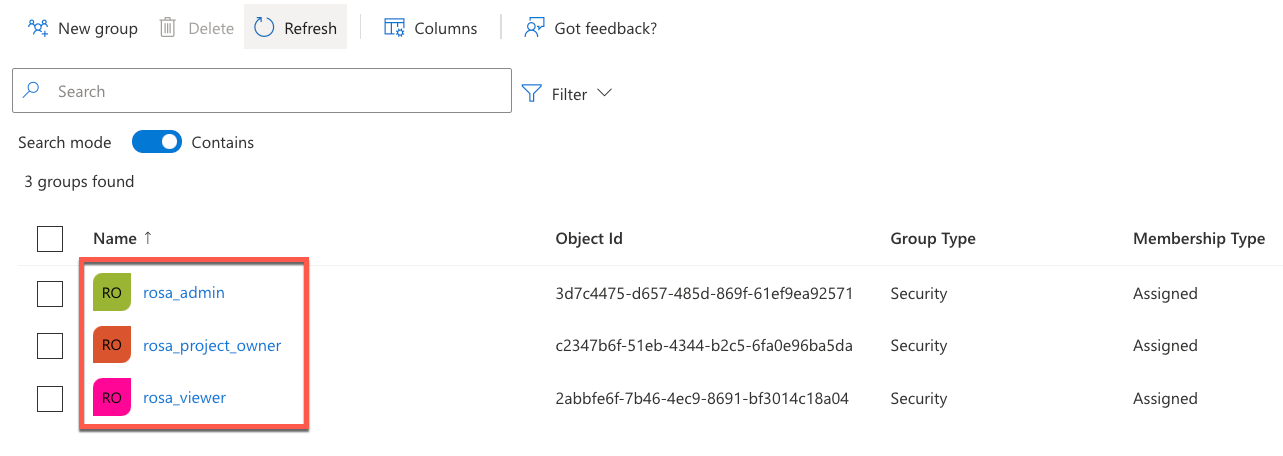 New group Delete Refresh Columns Got feedback?
Search Filter
Search mode Contains
3 groups found
Name ↑ Object Id Group Type Membership Type
RO rosa_admin 3d7c4475-d657-485d-869f-61ef9ea92571 Security Assigned
RO rosa_project_owner c2347b6f-51eb-4344-b2c5-6fa0e96ba5da Security Assigned
RO rosa_viewer 2abbfe6f-7b46-4ec9-8691-bf3014c18a04 Security Assigned